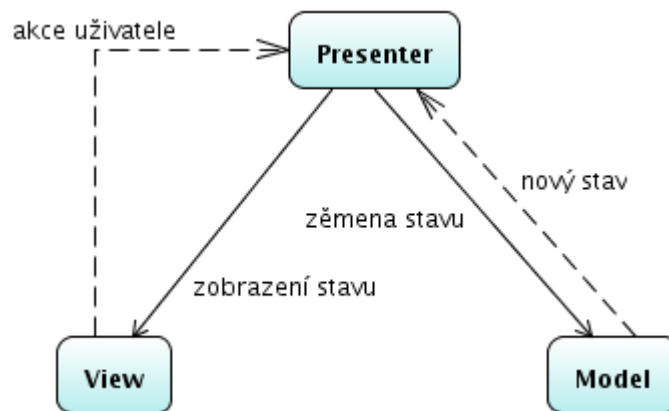 akce uživatele
Presenter
nový stav
zěmena stavu
zobrazení stavu
View
Model